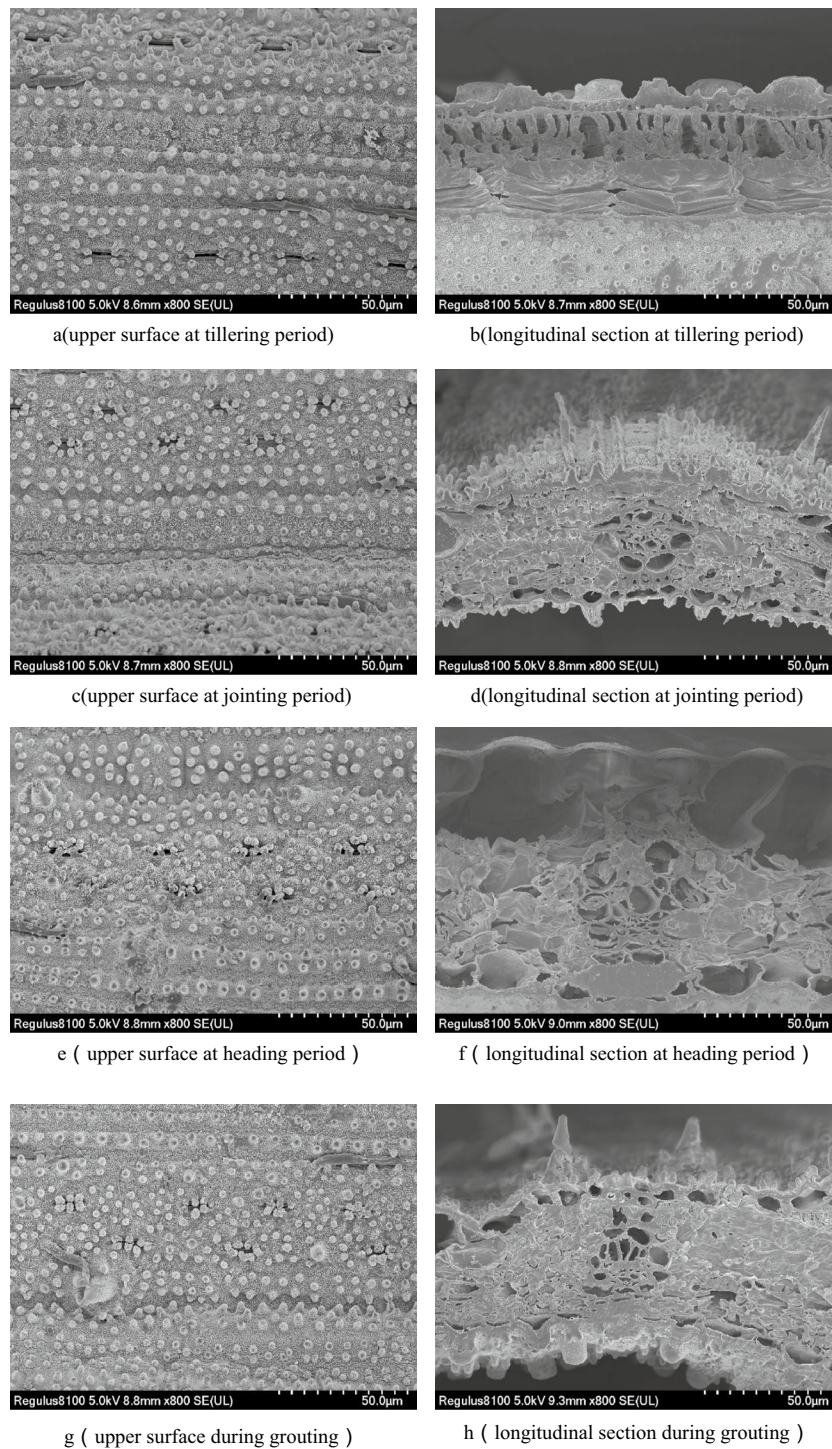 Regulus8100 5.0kV 8.6mm x800 SE(UL) 50.0μm
Regulus8100 5.0kV 8.7mm x800 SE(UL) 50.0μm
a(upper surface at tillering period)
b(longitudinal section at tillering period)
Regulus8100 5.0kV 8.7mm x800 SE(UL) 50.0μm
Regulus8100 5.0kV 8.8mm x800 SE(UL) 50.0μm
c(upper surface at jointing period)
d(longitudinal section at jointing period)
Regulus8100 5.0kV 8.8mm x800 SE(UL) 50.0μm
Regulus8100 5.0kV 9.0mm x800 SE(UL) 50.0μm
e ( upper surface at heading period )
f ( longitudinal section at heading period )
Regulus8100 5.0kV 8.8mm x800 SE(UL) 50.0μm
Regulus8100 5.0kV 9.3mm x800 SE(UL) 50.0μm
g ( upper surface during grouting )
h ( longitudinal section during grouting )